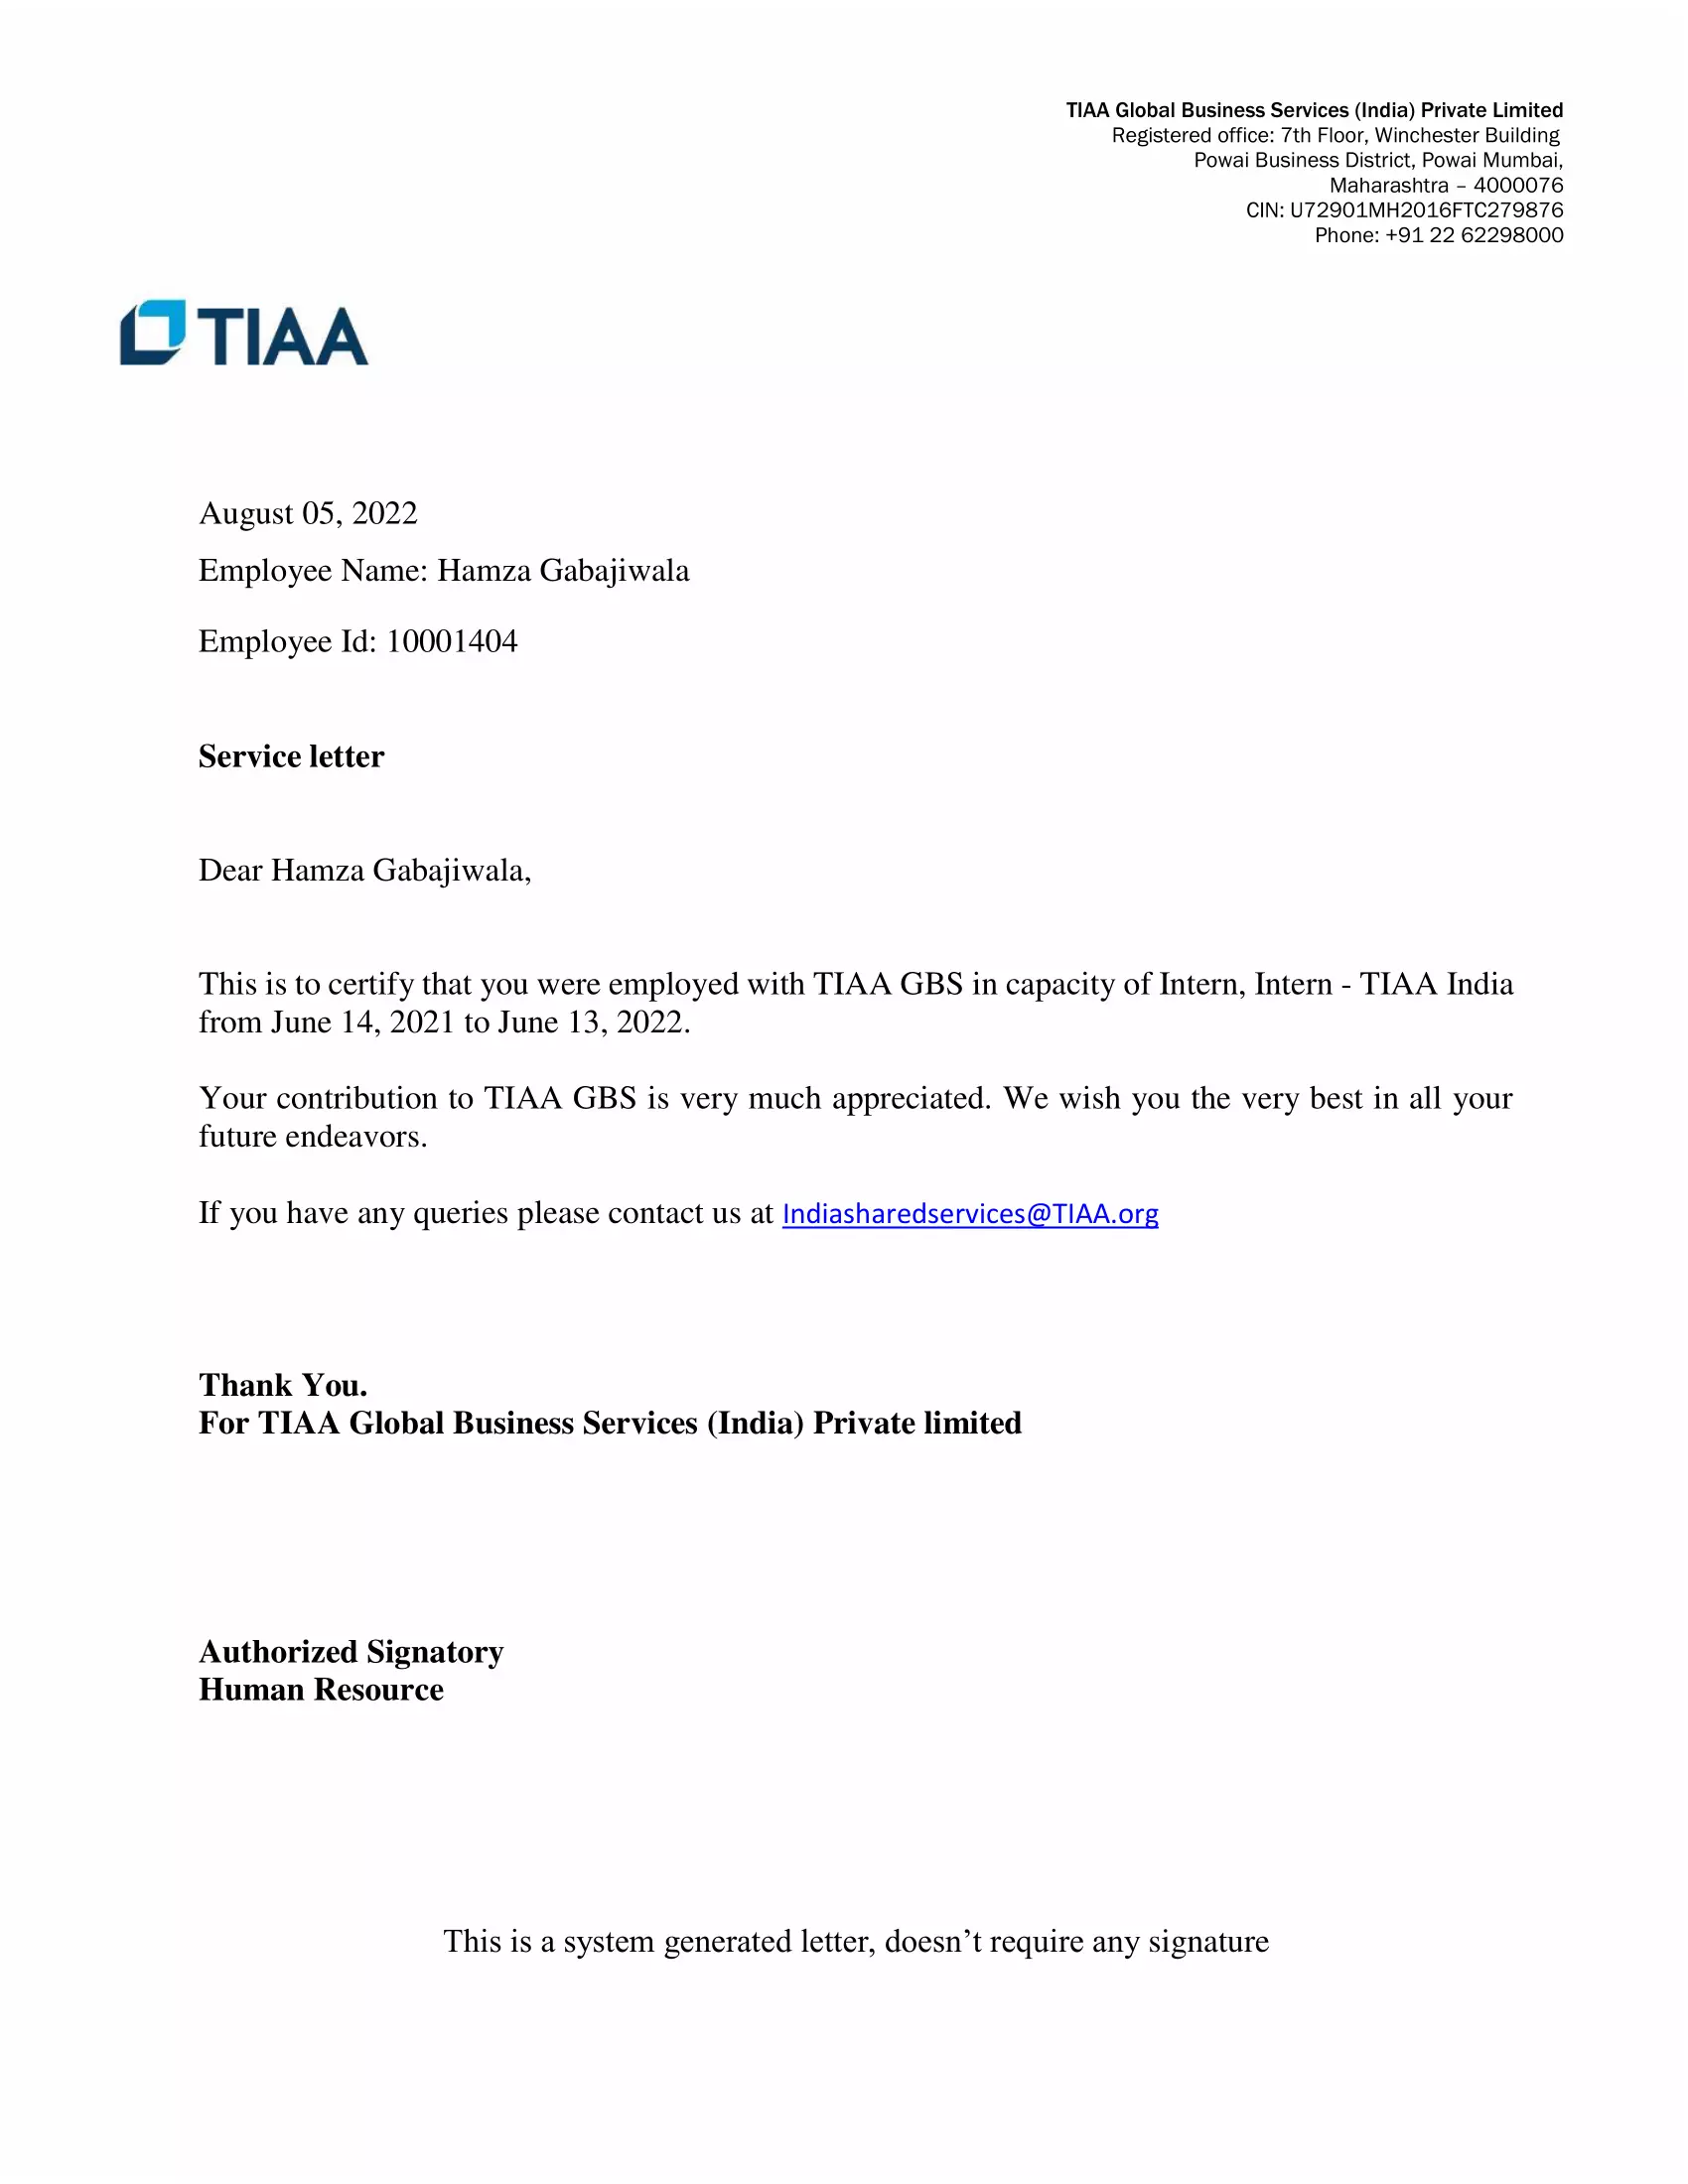 TIAA Global Business Services (India) Private Limited
Registered office: 7th Floor, Winchester Building
Powai Business District, Powai Mumbai,
Maharashtra – 4000076
CIN: U72901MH2016FTC279876
Phone: +91 22 62298000
TIAA
August 05, 2022
Employee Name: Hamza Gabajiwala
Employee Id: 10001404
Service letter
Dear Hamza Gabajiwala,
This is to certify that you were employed with TIAA GBS in capacity of Intern, Intern - TIAA India
from June 14, 2021 to June 13, 2022.
Your contribution to TIAA GBS is very much appreciated. We wish you the very best in all your
future endeavors.
If you have any queries please contact us at Indiasharedservices@TIAA.org
Thank You.
For TIAA Global Business Services (India) Private limited
Authorized Signatory
Human Resource
This is a system generated letter, doesn’t require any signature